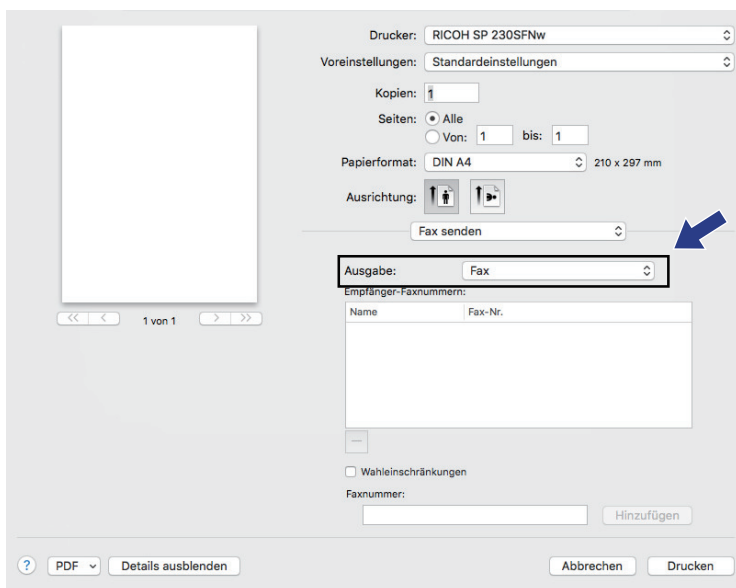 Drucker: RICOH SP 230SFNw
Voreinstellungen: Standardeinstellungen
Kopien: 1
Seiten: Alle
Von: 1 bis: 1
Papierformat: DIN A4 210 x 297 mm
Ausrichtung:
Fax senden
Ausgabe: Fax
Empfänger-Faxnummern:
Name Fax-Nr.
<< < 1 von 1 > >>
–
Wahleinschränkungen
Faxnummer:
Hinzufügen
? PDF Details ausblenden Abbrechen Drucken